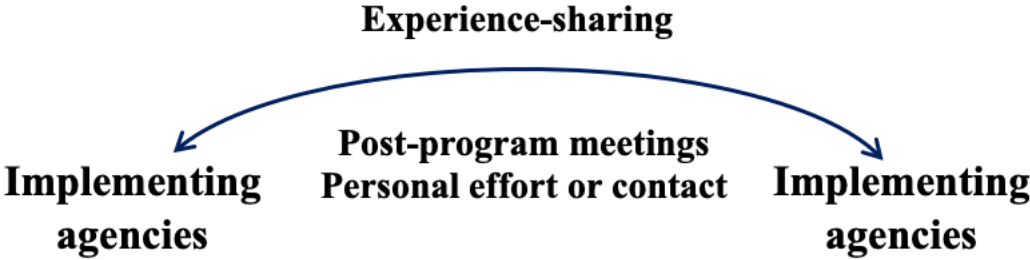 Experience-sharing
Post-program meetings
Personal effort or contact
Implementing
agencies
Implementing
agencies